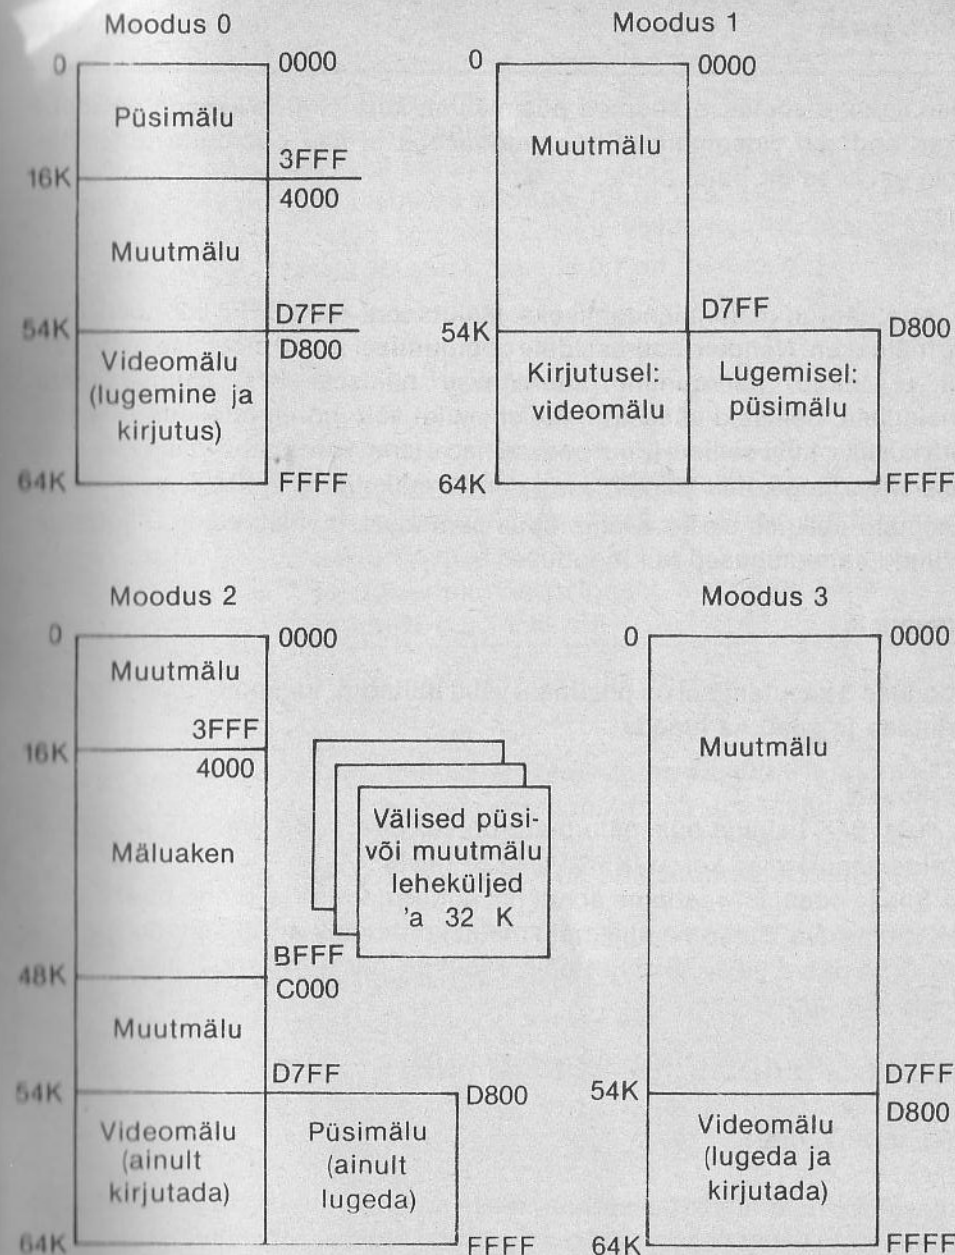 Moodus 0
0
0000
Püsimälu
3FFF
16K
4000
Muutmälu
D7FF
54K
D800
Videomälu
(lugemine ja
kirjutus)
64K
FFFF
Moodus 1
0
0000
Muutmälu
D7FF
54K
D800
Kirjutusel:
videomälu
Lugemisel:
püsimälu
64K
FFFF
Moodus 2
0
0000
Muutmälu
3FFF
16K
4000
Mäluaken
Välised püsi-
või muutmälu
leheküljed
'a 32 K
BFFF
48K
C000
Muutmälu
D7FF
54K
D800
Videomälu
(ainult
kirjutada)
Püsimälu
(ainult
lugeda)
64K
FFFF
Moodus 3
0
0000
Muutmälu
D7FF
54K
D800
Videomälu
(lugeda ja
kirjutada)
64K
FFFF